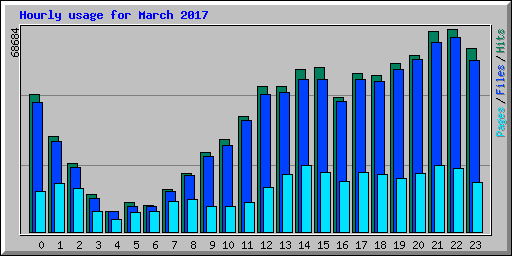 Hourly usage for March 2017
68684
Pages / Files / Hits
0 1 2 3 4 5 6 7 8 9 10 11 12 13 14 15 16 17 18 19 20 21 22 23